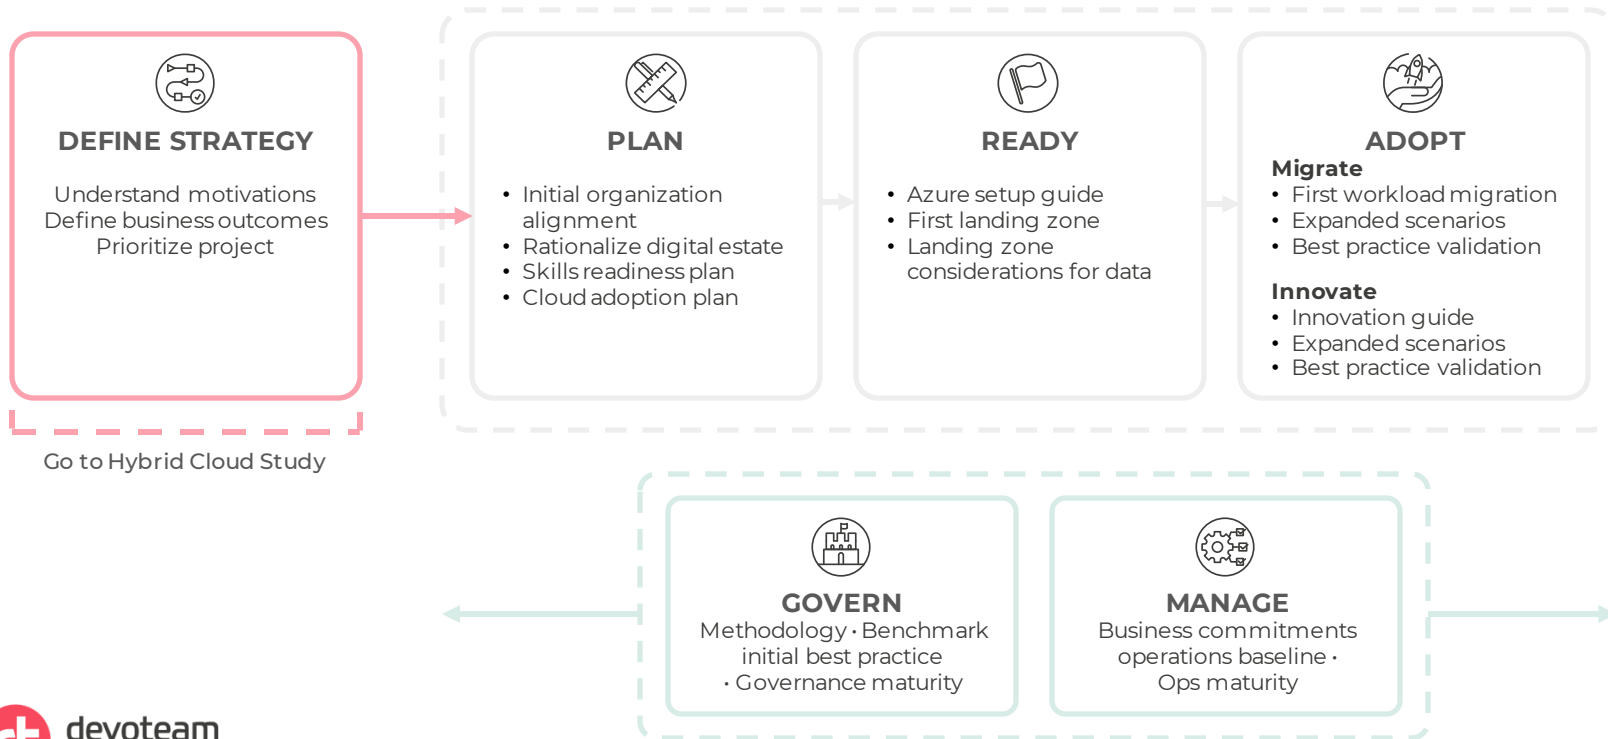 DEFINE STRATEGY
Understand motivations
Define business outcomes
Prioritize project
Go to Hybrid Cloud Study
PLAN
• Initial organization
alignment
• Rationalize digital estate
• Skills readiness plan
• Cloud adoption plan
READY
• Azure setup guide
• First landing zone
• Landing zone
considerations for data
ADOPT
Migrate
• First workload migration
• Expanded scenarios
• Best practice validation
Innovate
• Innovation guide
• Expanded scenarios
• Best practice validation
GOVERN
Methodology • Benchmark
initial best practice
• Governance maturity
MANAGE
Business commitments
operations baseline •
Ops maturity
devoteam